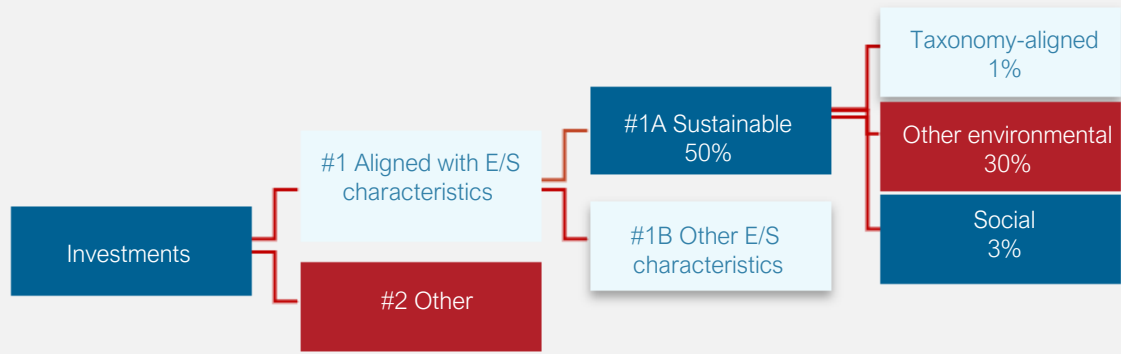 Investments
#1 Aligned with E/S
characteristics
#2 Other
#1A Sustainable
50%
#1B Other E/S
characteristics
Taxonomy-aligned
1%
Other environmental
30%
Social
3%